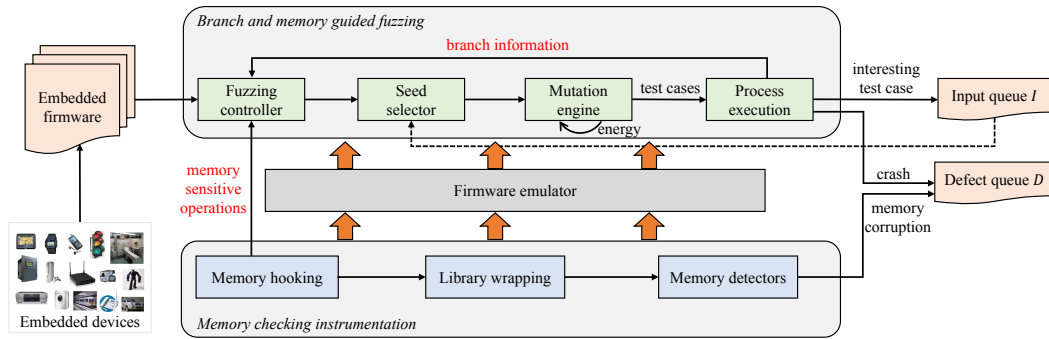 Branch and memory guided fuzzing
branch information
Embedded
firmware
Fuzzing
controller
Seed
selector
Mutation
engine
test cases
Process
execution
interesting
test case
Input queue I
energy
memory
sensitive
operations
Firmware emulator
crash
Defect queue D
memory
corruption
Memory hooking
Library wrapping
Memory detectors
Embedded devices
Memory checking instrumentation